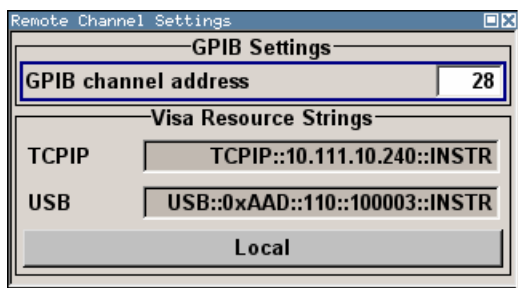 Remote Channel Settings
GPIB Settings
GPIB channel address 28
Visa Resource Strings
TCPIP TCPIP::10.111.10.240::INSTR
USB USB::0xAAD::110::100003::INSTR
Local